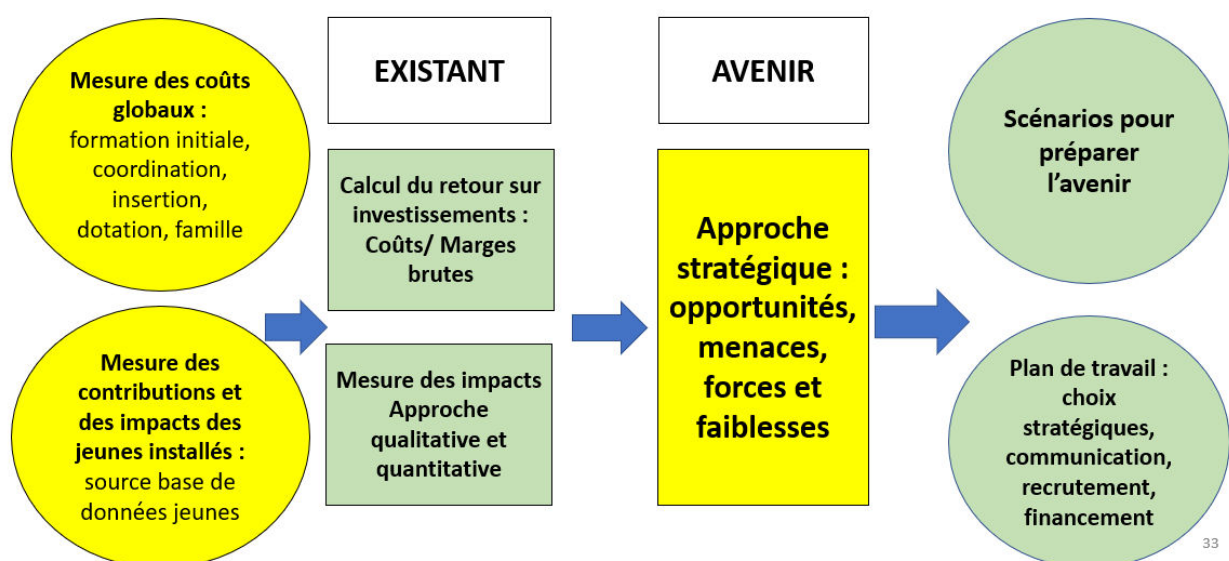 Mesure des coûts
globaux :
formation initiale,
coordination,
insertion,
dotation, famille
Mesure des
contributions et
des impacts des
jeunes installés :
source base de
données jeunes
EXISTANT
Calcul du retour sur
investissements :
Coûts/ Marges
brutes
Mesure des impacts
Approche
qualitative et
quantitative
AVENIR
Approche
stratégique :
opportunités,
menaces,
forces et
faiblesses
Scénarios pour
préparer
l’avenir
Plan de travail :
choix
stratégiques,
communication,
recrutement,
financement
33